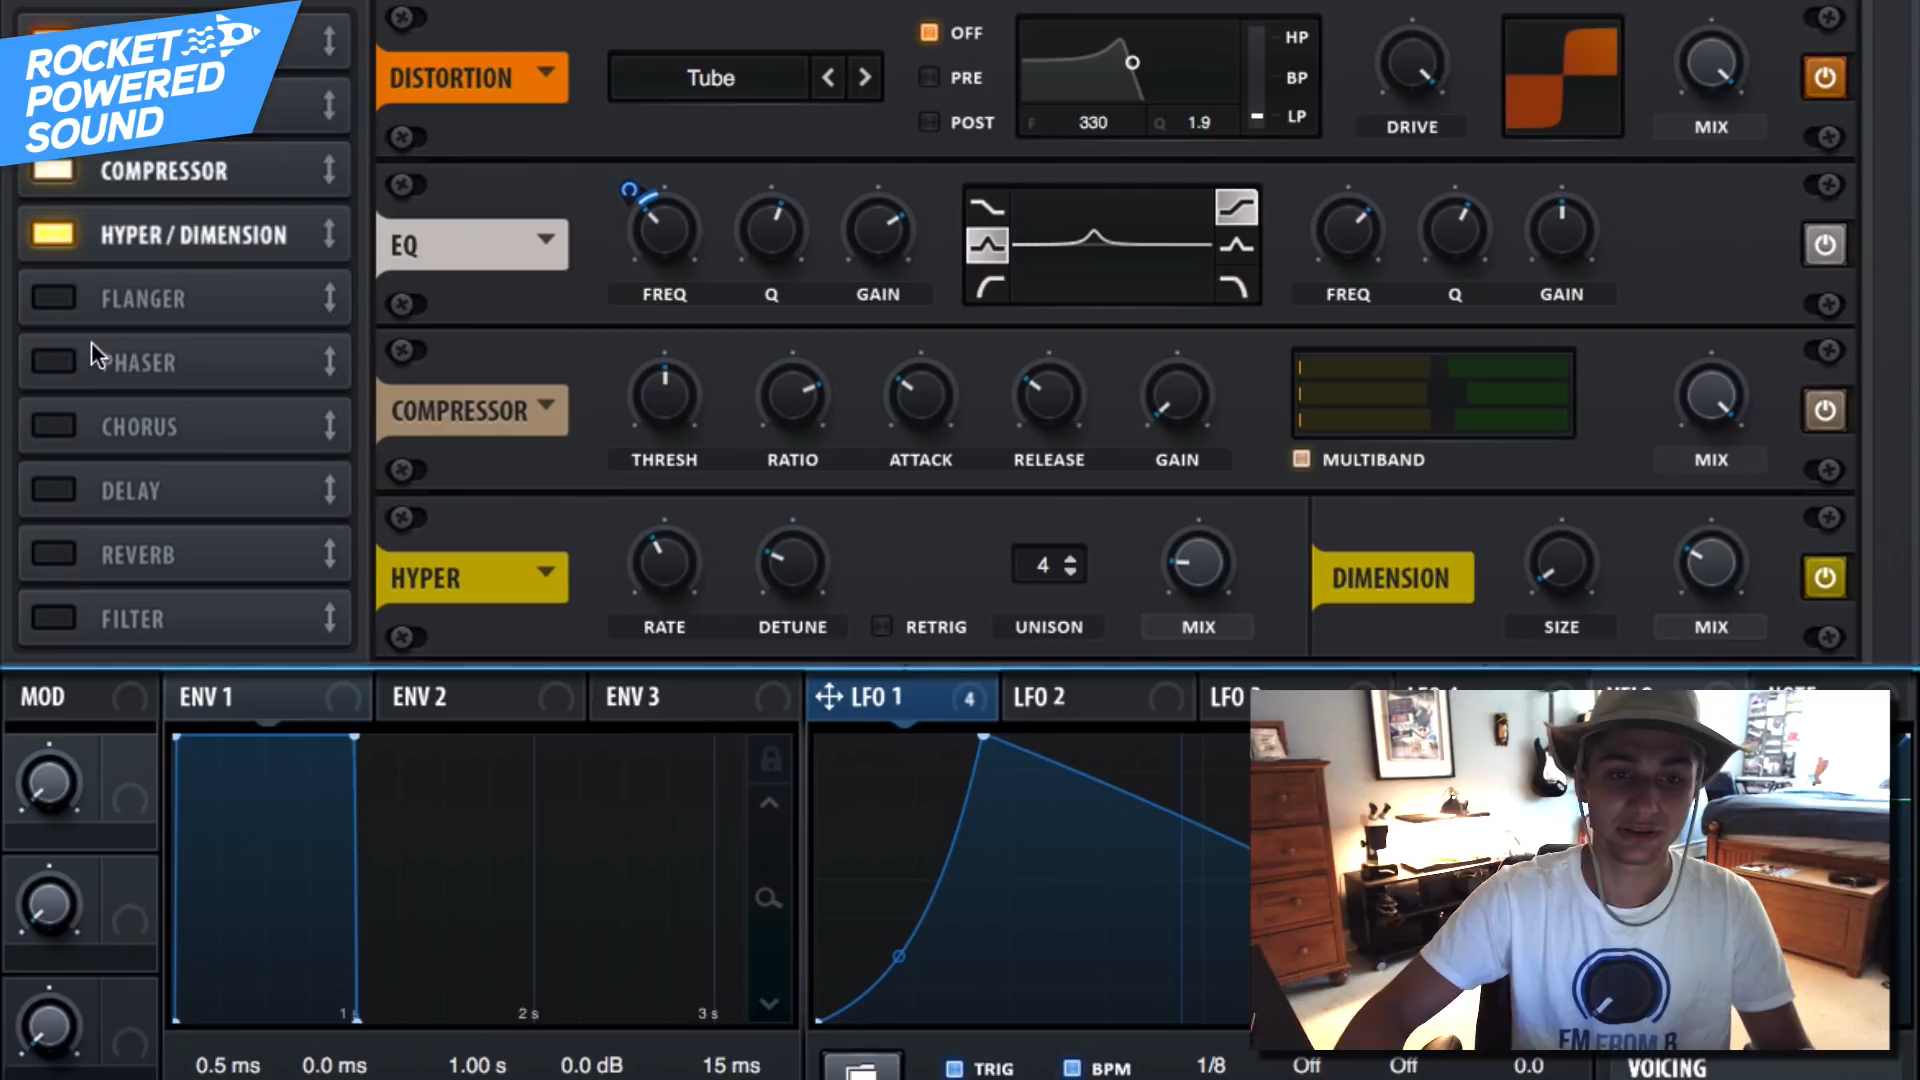 ROCKET
POWERED
SOUND
COMPRESSOR
HYPER / DIMENSION
FLANGER
PHASER
CHORUS
DELAY
REVERB
FILTER
DISTORTION
Tube
OFF
PRE
POST
F 330 Q 1.9
HP
BP
LP
DRIVE
MIX
EQ
FREQ Q GAIN
FREQ Q GAIN
COMPRESSOR
THRESH RATIO ATTACK RELEASE GAIN
MULTIBAND
MIX
HYPER
RATE DETUNE
RETRIG
4
UNISON
MIX
DIMENSION
SIZE MIX
MOD ENV 1 ENV 2 ENV 3 LFO 1 4 LFO 2 LFO
1 s 2 s 3 s
0.5 ms 0.0 ms 1.00 s 0.0 dB 15 ms
TRIG BPM 1/8 Off Off 0.0
VOICING
FM FROM 8